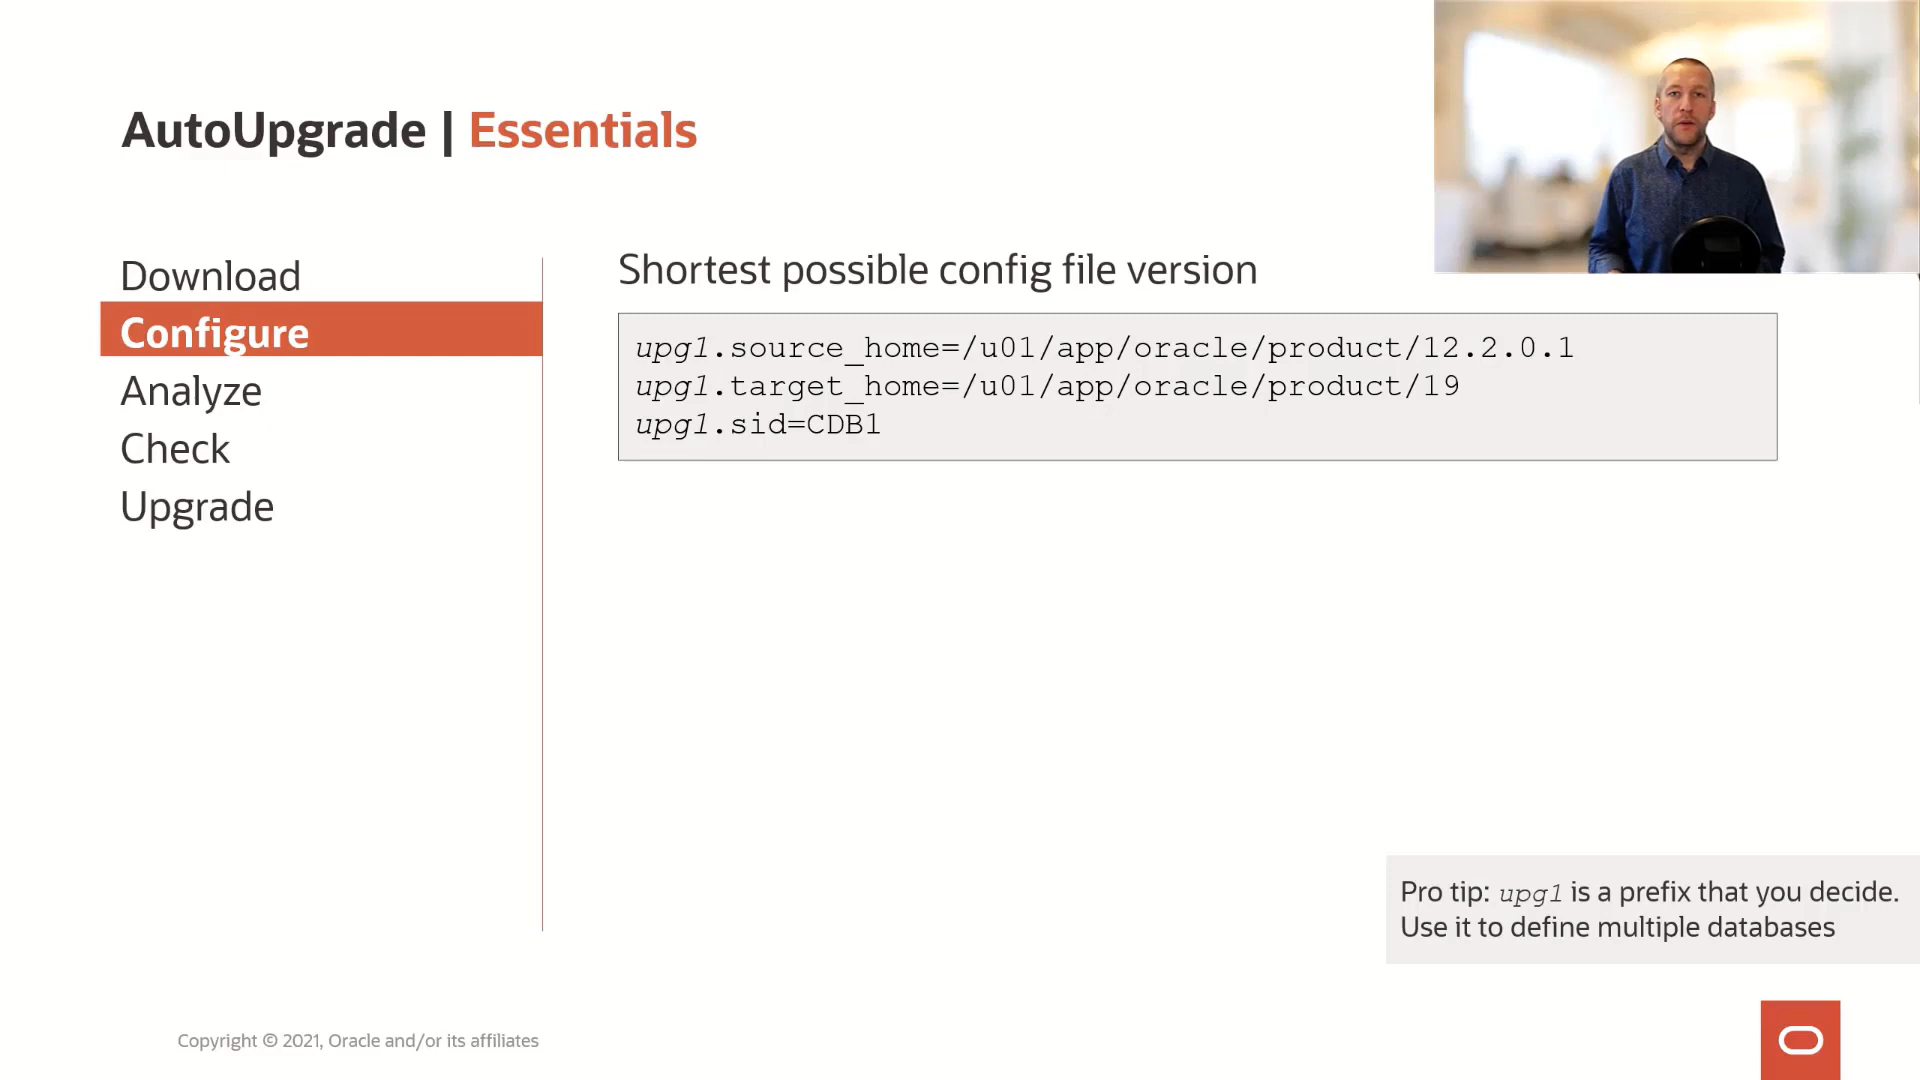 AutoUpgrade | Essentials
Download
Configure
Analyze
Check
Upgrade
Shortest possible config file version
upg1.source_home=/u01/app/oracle/product/12.2.0.1
upg1.target_home=/u01/app/oracle/product/19
upg1.sid=CDB1
Pro tip: upg1 is a prefix that you decide.
Use it to define multiple databases
Copyright © 2021, Oracle and/or its affiliates